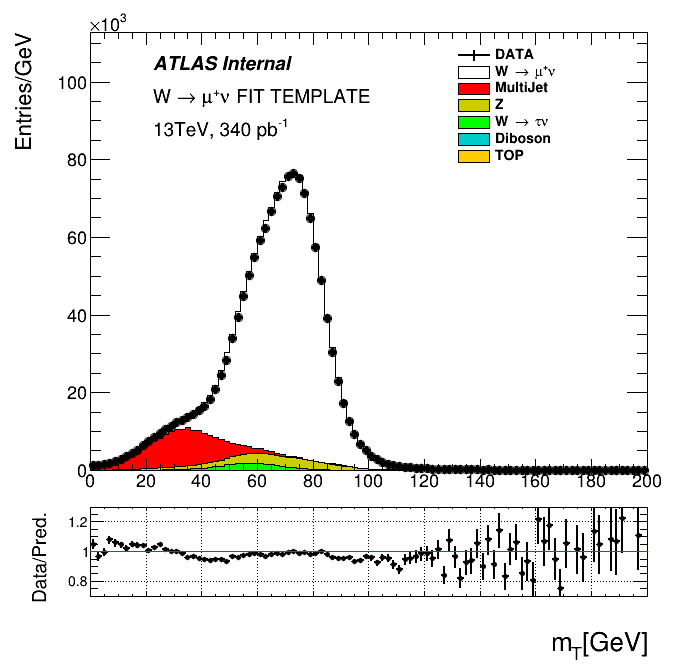 ×10³
Entries/GeV
ATLAS Internal
W → μ⁺ν FIT TEMPLATE
13TeV, 340 pb⁻¹
DATA
W → μ⁺ν
MultiJet
Z
W → τν
Diboson
TOP
100
80
60
40
20
0
0 20 40 60 80 100 120 140 160 180 200
Data/Pred.
1.2
1
0.8
m_T[GeV]